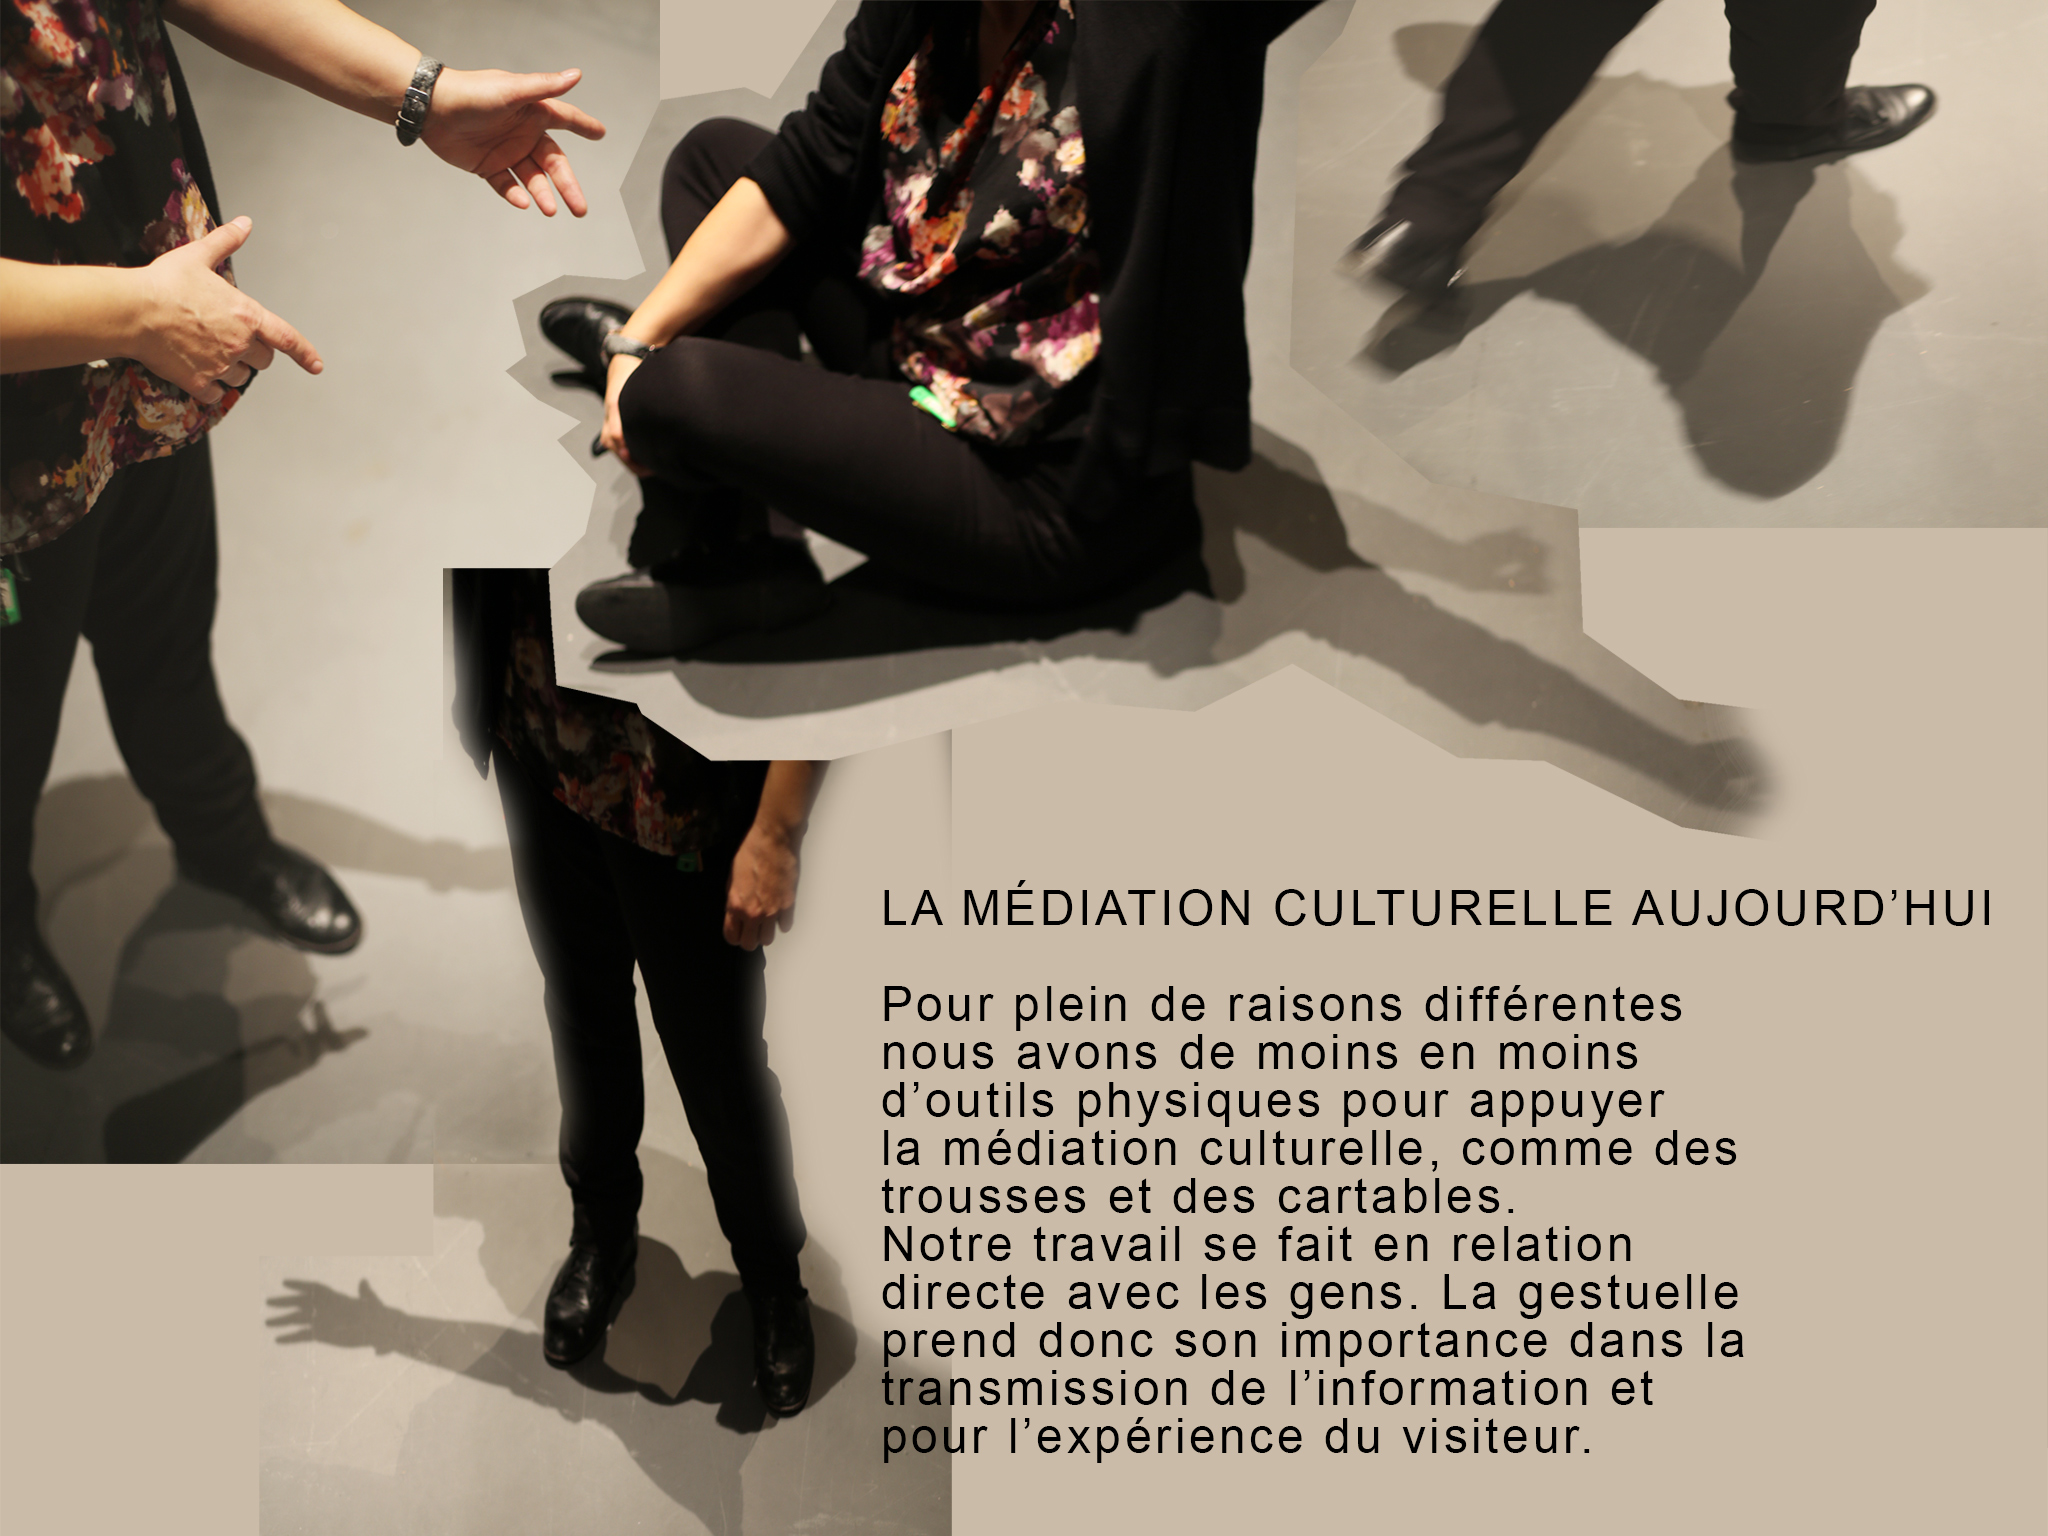 LA MÉDIATION CULTURELLE AUJOURD’HUI
Pour plein de raisons différentes
nous avons de moins en moins
d’outils physiques pour appuyer
la médiation culturelle, comme des
trousses et des cartables.
Notre travail se fait en relation
directe avec les gens. La gestuelle
prend donc son importance dans la
transmission de l’information et
pour l’expérience du visiteur.